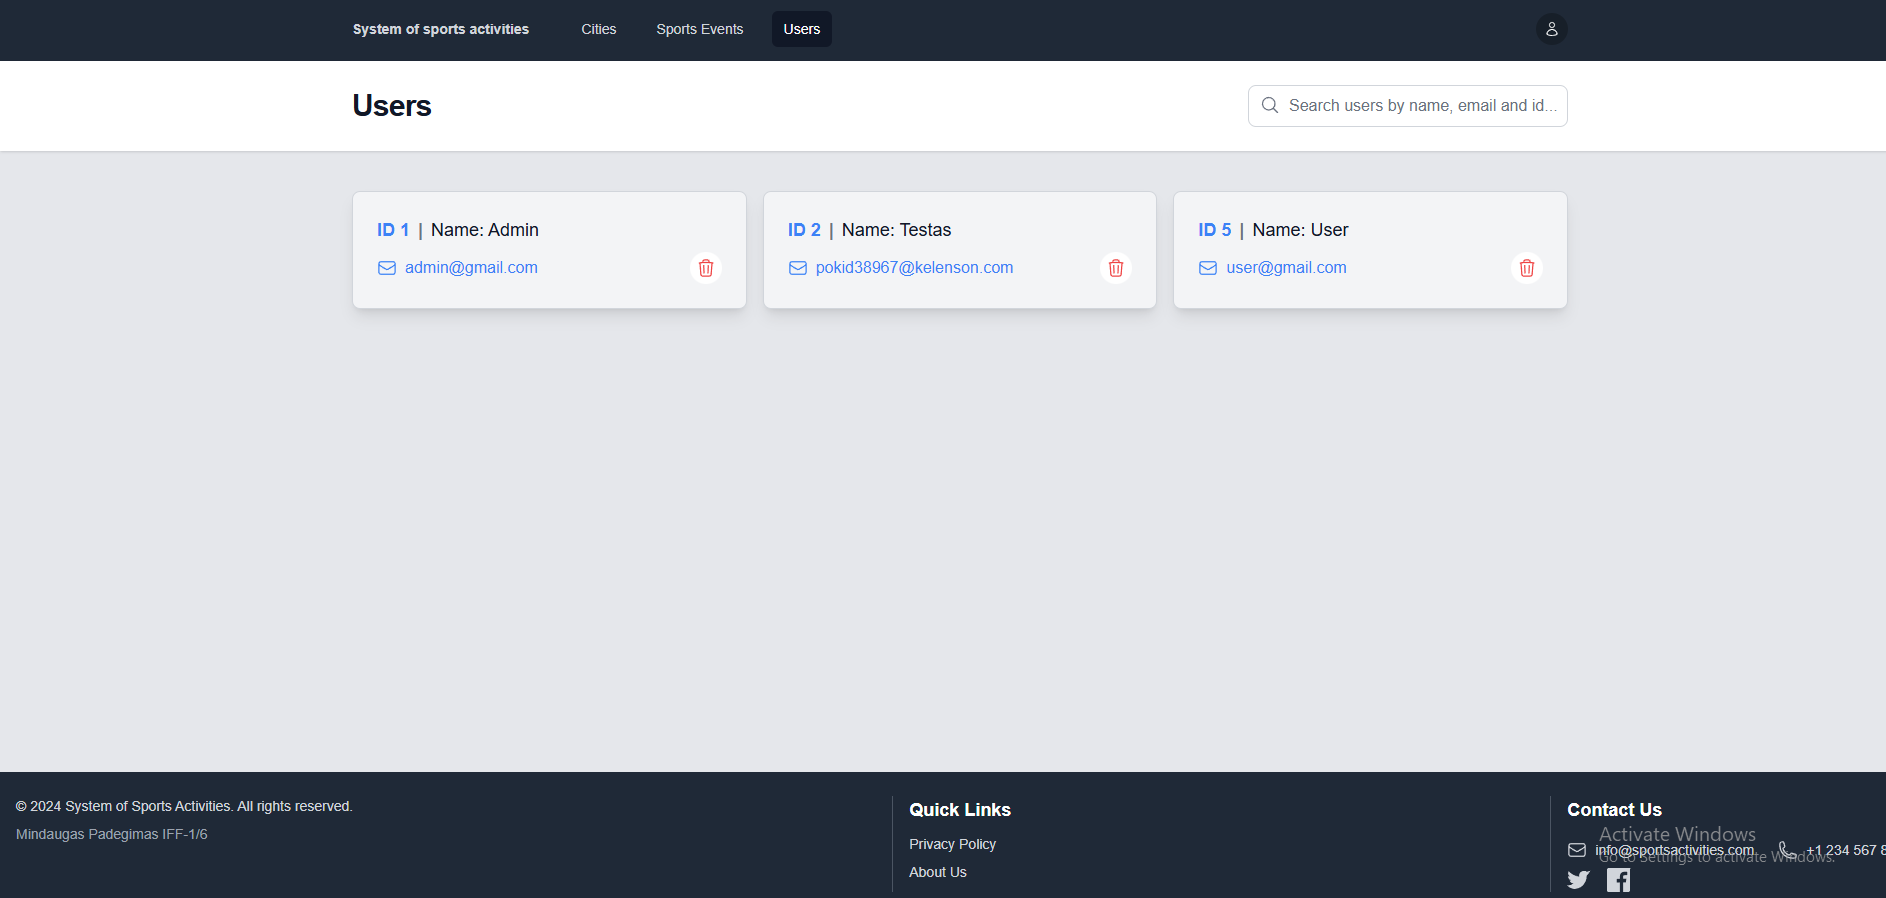 System of sports activities Cities Sports Events Users
Users
Search users by name, email and id...
ID 1 | Name: Admin
admin@gmail.com
ID 2 | Name: Testas
pokid38967@kelenson.com
ID 5 | Name: User
user@gmail.com
© 2024 System of Sports Activities. All rights reserved.
Mindaugas Padegimas IFF-1/6
Quick Links
Privacy Policy
About Us
Contact Us
info@sportsactivities.com +1 234 567 8
Activate Windows
Go to Settings to activate Windows.